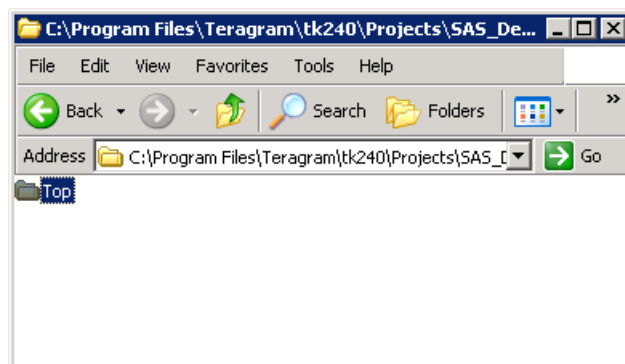 C:\Program Files\Teragram\tk240\Projects\SAS_De...
File Edit View Favorites Tools Help
Back Search Folders »
Address C:\Program Files\Teragram\tk240\Projects\SAS_ Go
Top